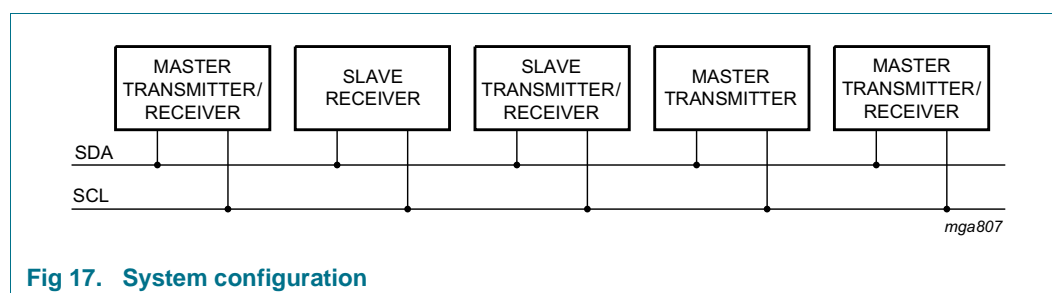 MASTER
TRANSMITTER/
RECEIVER
SLAVE
RECEIVER
SLAVE
TRANSMITTER/
RECEIVER
MASTER
TRANSMITTER
MASTER
TRANSMITTER/
RECEIVER
SDA
SCL
mga807
Fig 17. System configuration